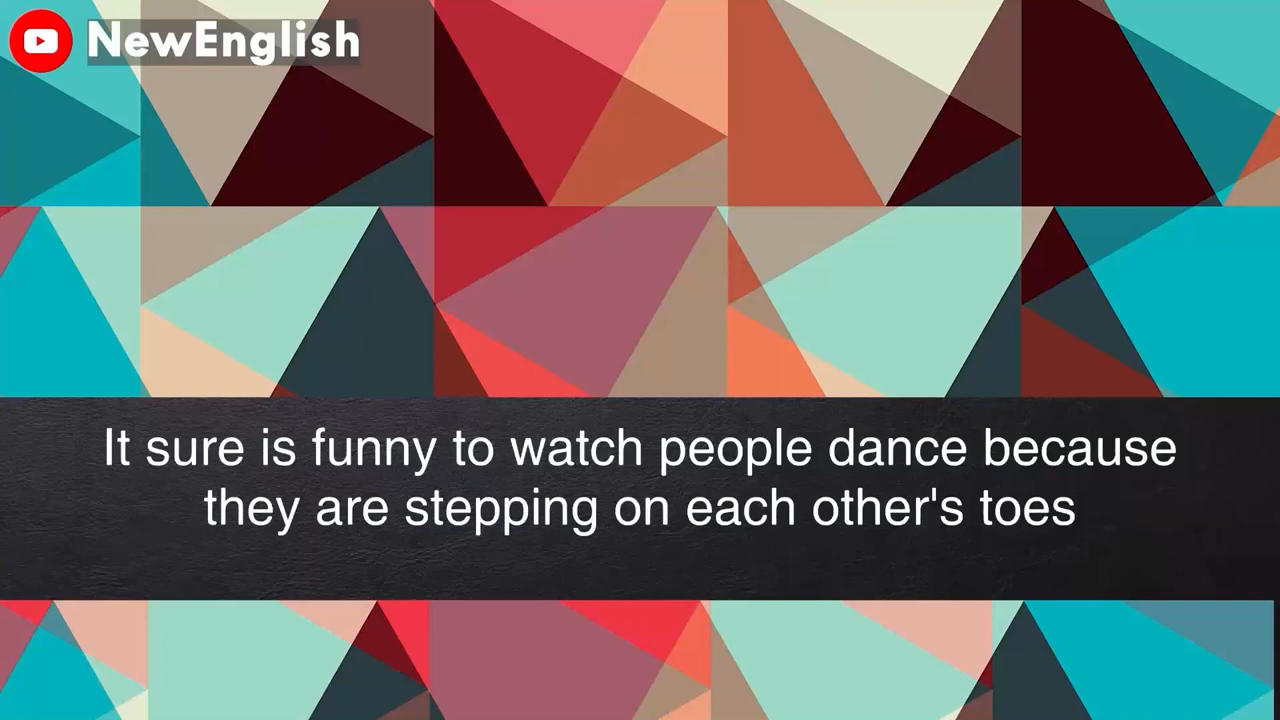 NewEnglish
It sure is funny to watch people dance because
they are stepping on each other's toes